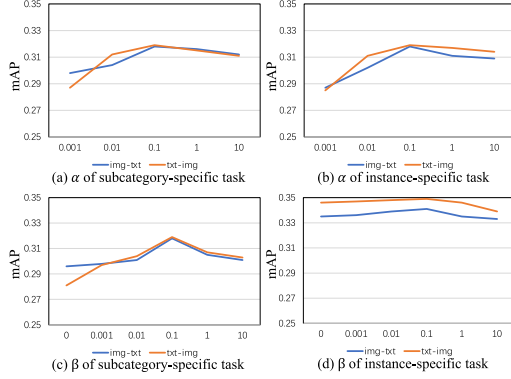 0.35
0.33
0.31
0.29
0.27
0.25
mAP
0.001 0.01 0.1 1 10
img-txt txt-img
(a) α of subcategory-specific task
0.35
0.33
0.31
0.29
0.27
0.25
mAP
0.001 0.01 0.1 1 10
img-txt txt-img
(b) α of instance-specific task
0.35
0.33
0.31
0.29
0.27
0.25
mAP
0 0.001 0.01 0.1 1 10
img-txt txt-img
(c) β of subcategory-specific task
0.35
0.33
0.31
0.29
0.27
0.25
mAP
0 0.001 0.01 0.1 1 10
img-txt txt-img
(d) β of instance-specific task